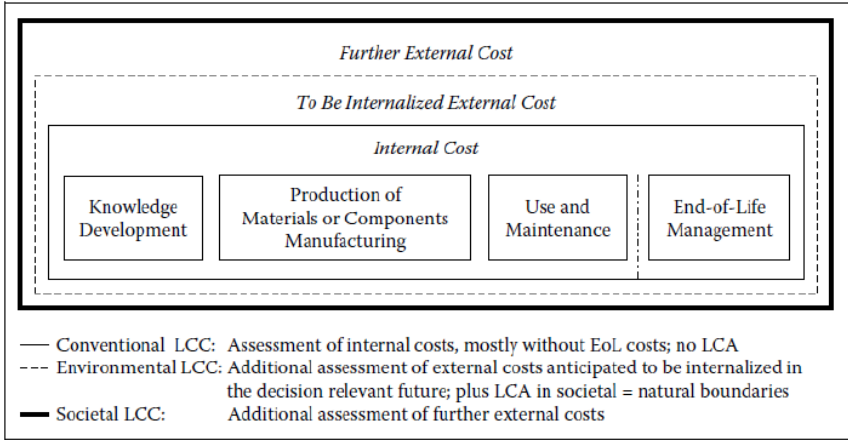 Further External Cost
To Be Internalized External Cost
Internal Cost
Knowledge
Development
Production of
Materials or Components
Manufacturing
Use and
Maintenance
End-of-Life
Management
Conventional LCC: Assessment of internal costs, mostly without EoL costs; no LCA
Environmental LCC: Additional assessment of external costs anticipated to be internalized in
the decision relevant future; plus LCA in societal = natural boundaries
Societal LCC: Additional assessment of further external costs